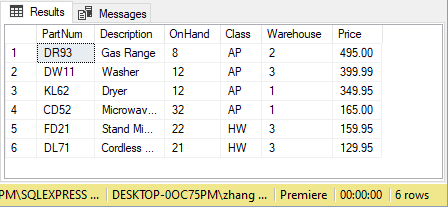 Results Messages
PartNum Description OnHand Class Warehouse Price
1 DR93 Gas Range 8 AP 2 495.00
2 DW11 Washer 12 AP 3 399.99
3 KL62 Dryer 12 AP 1 349.95
4 CD52 Microwav... 32 AP 1 165.00
5 FD21 Stand Mi... 22 HW 3 159.95
6 DL71 Cordless ... 21 HW 3 129.95
PM\SQLEXPRESS ... DESKTOP-0OC75PM\zhang ... Premiere 00:00:00 6 rows